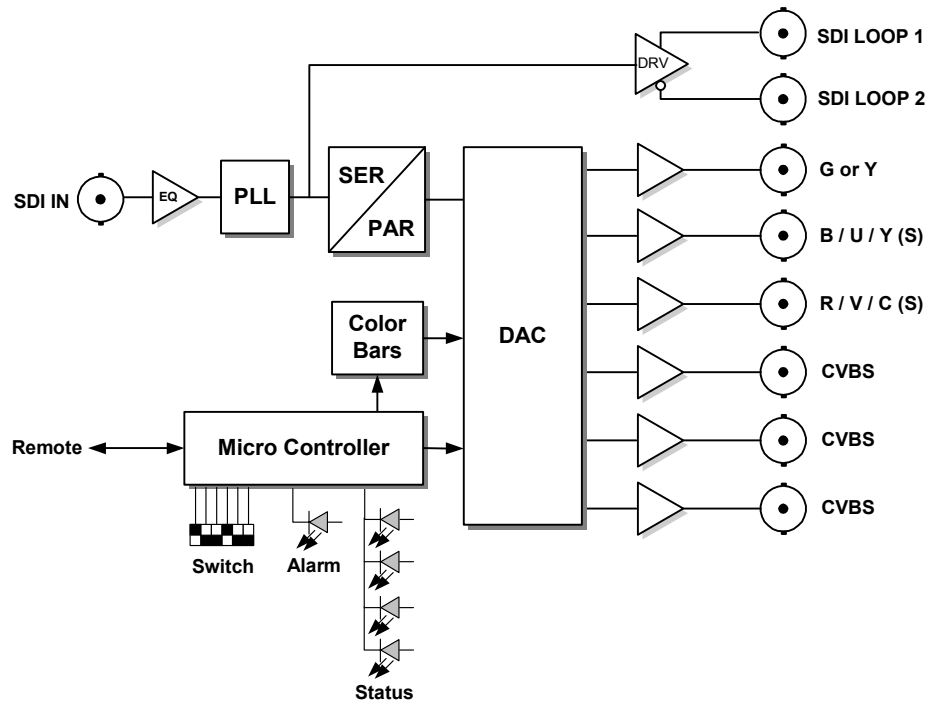 SDI LOOP 1
DRV
SDI LOOP 2
SDI IN
EQ
PLL
SER
PAR
G or Y
B / U / Y (S)
R / V / C (S)
Color
Bars
DAC
CVBS
Remote
Micro Controller
CVBS
CVBS
Switch
Alarm
Status